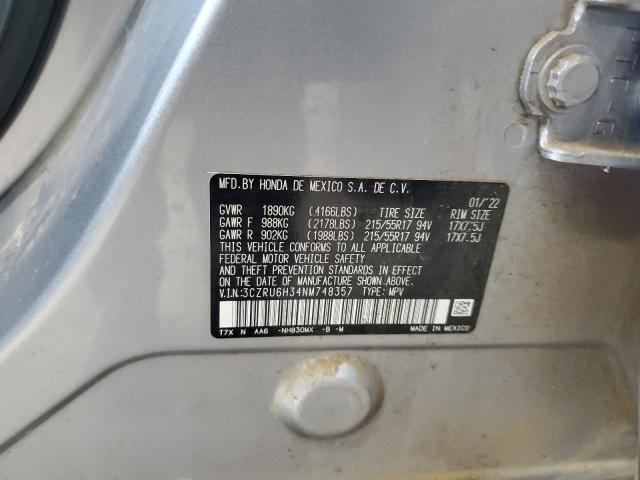 MFD.BY HONDA DE MEXICO S.A. DE C.V.
01/'22
GVWR 1890KG (4166LBS) TIRE SIZE RIM SIZE
GAWR F 988KG (2178LBS) 215/55R17 94V 17X7.5J
GAWR R 902KG (1988LBS) 215/55R17 94V 17X7.5J
THIS VEHICLE CONFORMS TO ALL APPLICABLE
FEDERAL MOTOR VEHICLE SAFETY
AND THEFT PREVENTION STANDARDS IN EFFECT ON
THE DATE OF MANUFACTURE SHOWN ABOVE.
V.I.N:3CZRU6H34NM748357 TYPE: MPV
T7X N AA6 -NH830MX -B -M MADE IN MEXICO